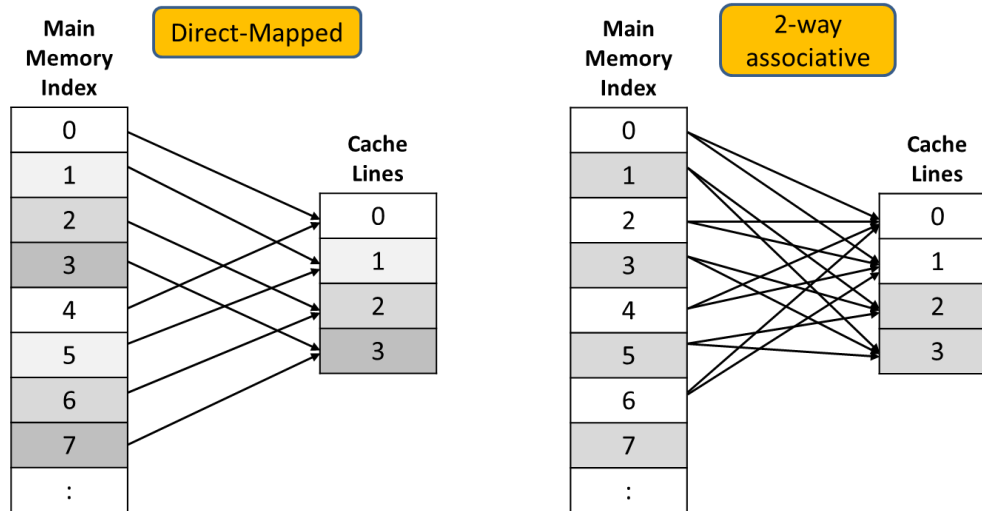 Main
Memory
Index
Direct-Mapped
0
1
2
3
4
5
6
7
:
Cache
Lines
0
1
2
3
Main
Memory
Index
2-way
associative
0
1
2
3
4
5
6
7
:
Cache
Lines
0
1
2
3